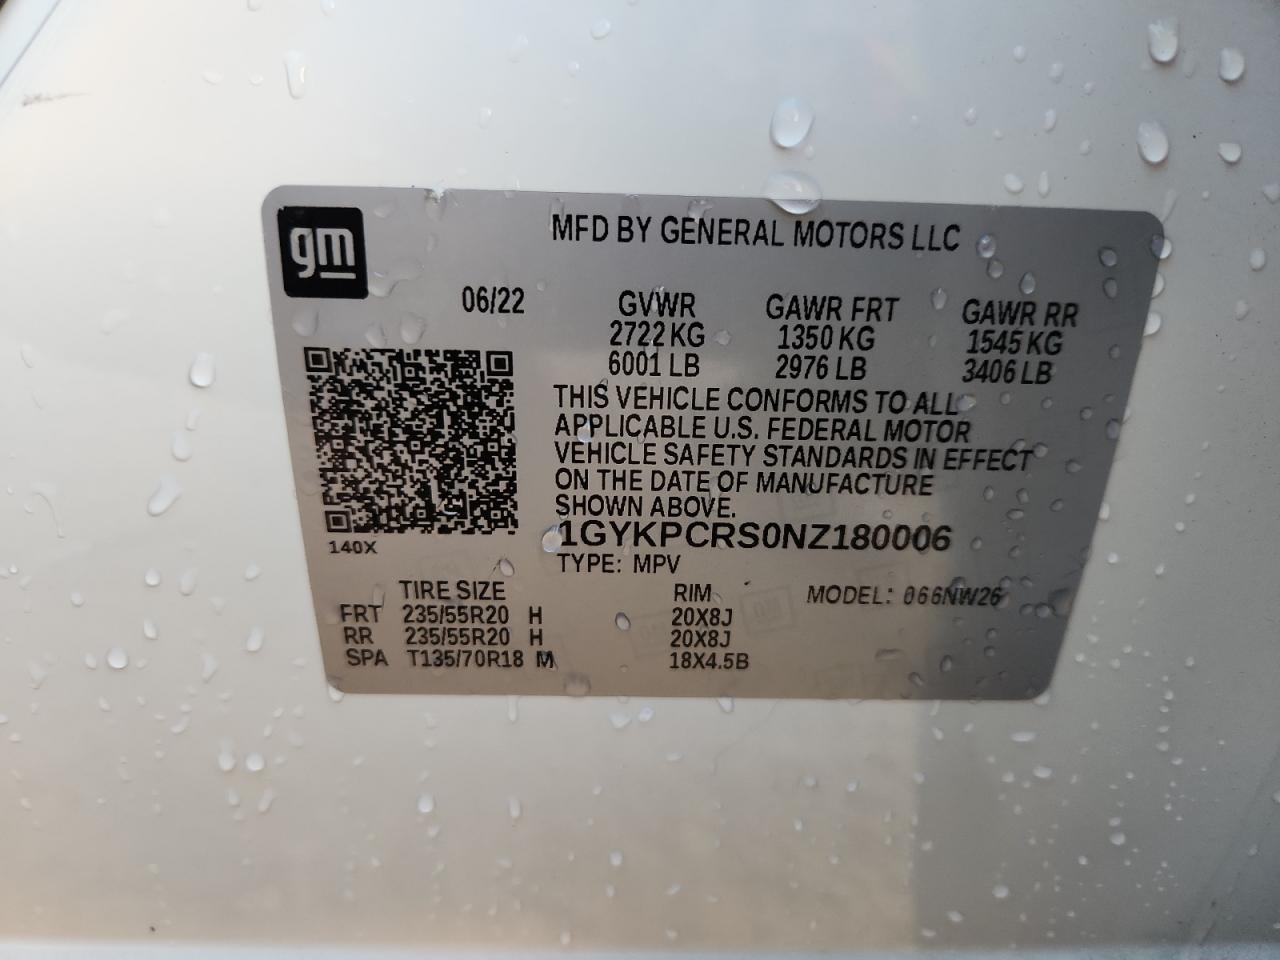 gm
MFD BY GENERAL MOTORS LLC
06/22 GVWR GAWR FRT GAWR RR
2722 KG 1350 KG 1545 KG
6001 LB 2976 LB 3406 LB
THIS VEHICLE CONFORMS TO ALL
APPLICABLE U.S. FEDERAL MOTOR
VEHICLE SAFETY STANDARDS IN EFFECT
ON THE DATE OF MANUFACTURE
SHOWN ABOVE.
1GYKPCRS0NZ180006
140X
TYPE: MPV
TIRE SIZE RIM MODEL: 066NW26
FRT 235/55R20 H 20X8J
RR 235/55R20 H 20X8J
SPA T135/70R18 M 18X4.5B